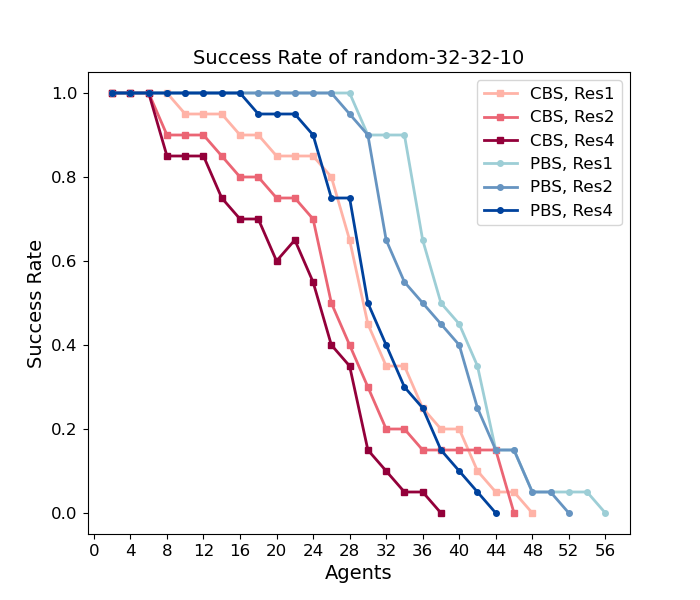 Success Rate of random-32-32-10
CBS, Res1
CBS, Res2
CBS, Res4
PBS, Res1
PBS, Res2
PBS, Res4
Success Rate
1.0
0.8
0.6
0.4
0.2
0.0
0 4 8 12 16 20 24 28 32 36 40 44 48 52 56
Agents